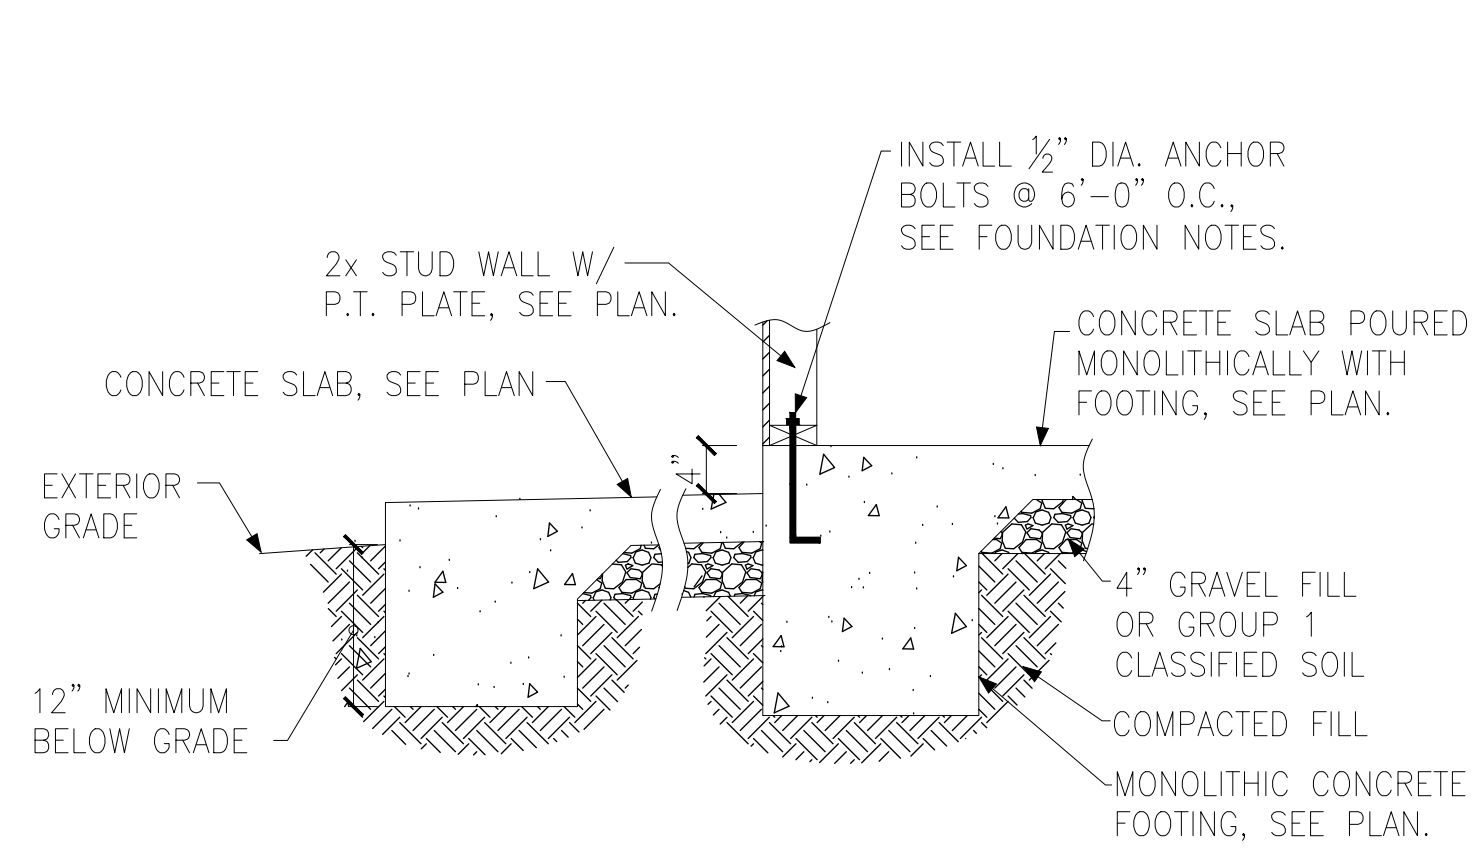 INSTALL ½” DIA. ANCHOR
BOLTS @ 6’–0” O.C.,
SEE FOUNDATION NOTES.
2x STUD WALL W/
P.T. PLATE, SEE PLAN.
CONCRETE SLAB POURED
MONOLITHICALLY WITH
FOOTING, SEE PLAN.
CONCRETE SLAB, SEE PLAN
4”
EXTERIOR
GRADE
4” GRAVEL FILL
OR GROUP 1
CLASSIFIED SOIL
12” MINIMUM
BELOW GRADE
COMPACTED FILL
MONOLITHIC CONCRETE
FOOTING, SEE PLAN.